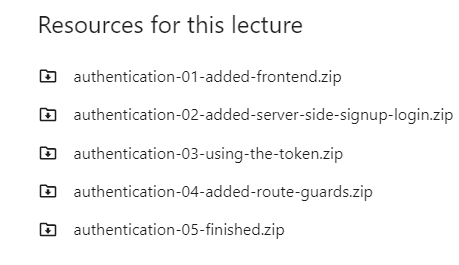 Resources for this lecture
authentication-01-added-frontend.zip
authentication-02-added-server-side-signup-login.zip
authentication-03-using-the-token.zip
authentication-04-added-route-guards.zip
authentication-05-finished.zip